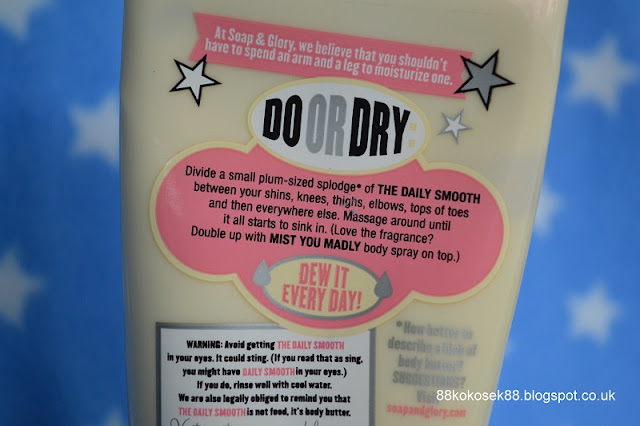 At Soap & Glory, we believe that you shouldn't
have to spend an arm and a leg to moisturize one.
DO OR DRY:
Divide a small plum-sized splodge* of THE DAILY SMOOTH
between your shins, knees, thighs, elbows, tops of toes
and then everywhere else. Massage around until
it all starts to sink in. (Love the fragrance?
Double up with MIST YOU MADLY body spray on top.)
DEW IT
EVERY DAY!
WARNING: Avoid getting THE DAILY SMOOTH
in your eyes. It could sting. (If you read that as sing,
you might have DAILY SMOOTH in your eyes.)
If you do, rinse well with cool water.
We are also legally obliged to remind you that
THE DAILY SMOOTH is not food, it's body butter.
*How butter to
describe a blob of
body butter?
SUGGESTIONS?
Visit
soapandglory.com
88kokosek88.blogspot.co.uk